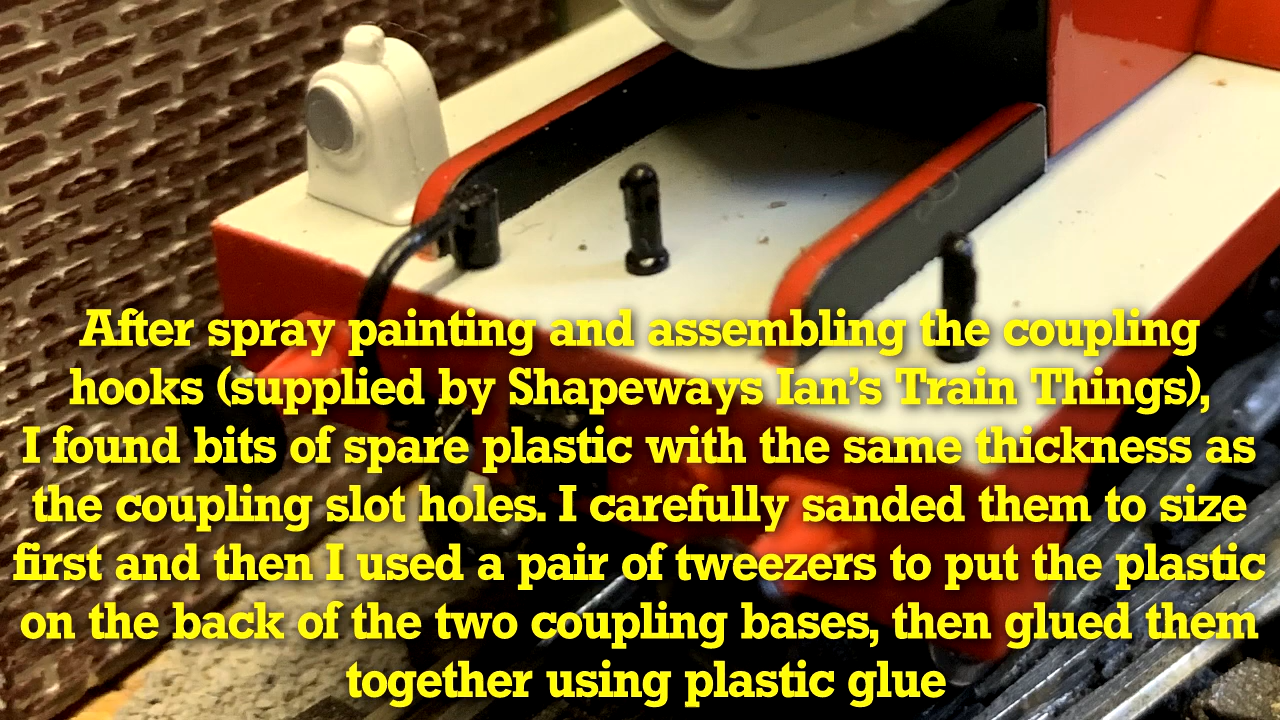 After spray painting and assembling the coupling
hooks (supplied by Shapeways Ian’s Train Things),
I found bits of spare plastic with the same thickness as
the coupling slot holes. I carefully sanded them to size
first and then I used a pair of tweezers to put the plastic
on the back of the two coupling bases, then glued them
together using plastic glue